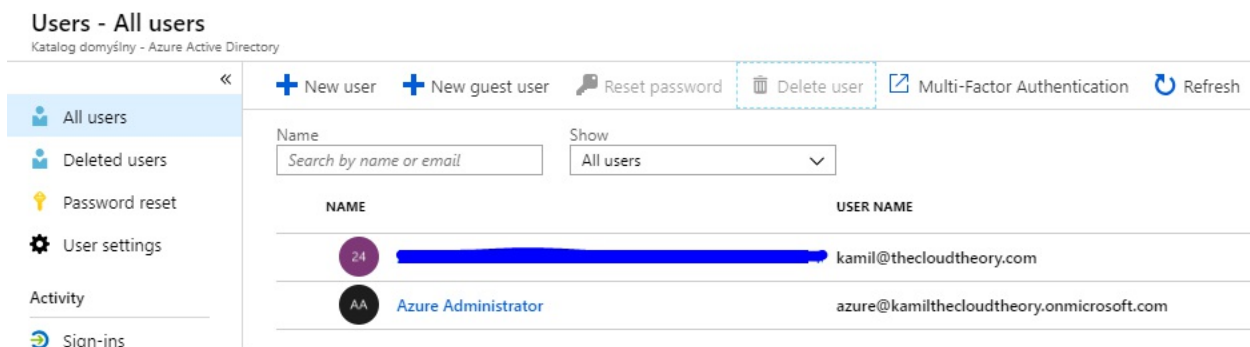 Users - All users
Katalog domyślny - Azure Active Directory
«
New user New guest user Reset password Delete user Multi-Factor Authentication Refresh
All users
Deleted users
Password reset
User settings
Activity
Sign-ins
Name Show
Search by name or email All users
NAME USER NAME
24 kamil@thecloudtheory.com
AA Azure Administrator azure@kamilthecloudtheory.onmicrosoft.com